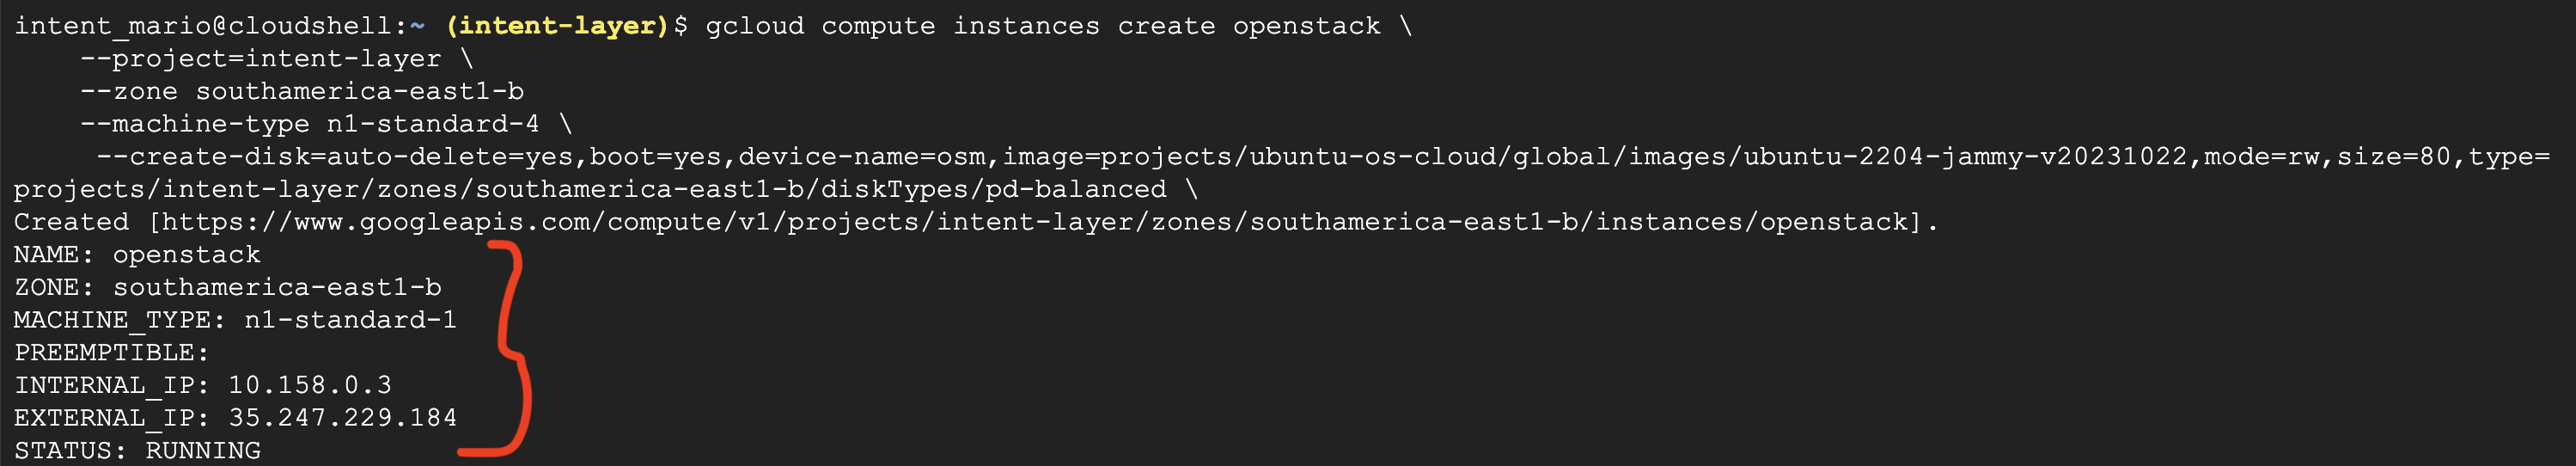 intent_mario@cloudshell:~ (intent-layer)$ gcloud compute instances create openstack \
    --project=intent-layer \
    --zone southamerica-east1-b
    --machine-type n1-standard-4 \
     --create-disk=auto-delete=yes,boot=yes,device-name=osm,image=projects/ubuntu-os-cloud/global/images/ubuntu-2204-jammy-v20231022,mode=rw,size=80,type=
projects/intent-layer/zones/southamerica-east1-b/diskTypes/pd-balanced \
Created [https://www.googleapis.com/compute/v1/projects/intent-layer/zones/southamerica-east1-b/instances/openstack].
NAME: openstack
ZONE: southamerica-east1-b
MACHINE_TYPE: n1-standard-1
PREEMPTIBLE:
INTERNAL_IP: 10.158.0.3
EXTERNAL_IP: 35.247.229.184
STATUS: RUNNING